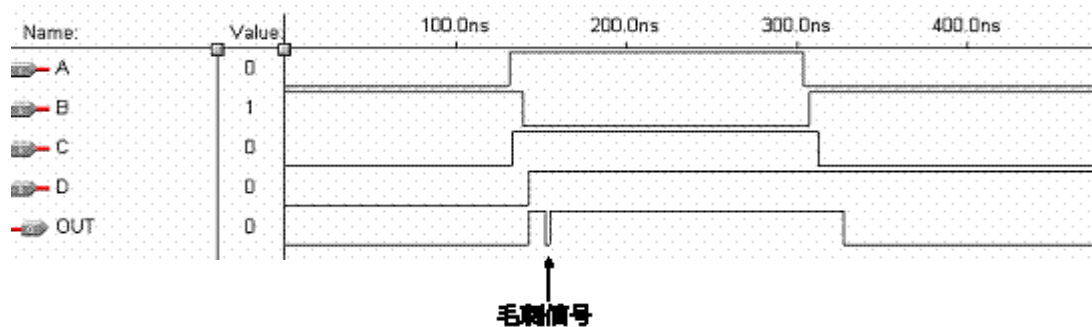 Name: Value: 100.0ns 200.0ns 300.0ns 400.0ns
A 0
B 1
C 0
D 0
OUT 0
毛刺信号